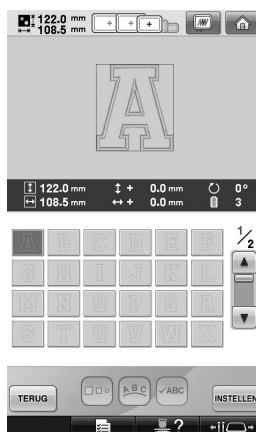 122.0 mm
108.5 mm
A
122.0 mm + 0.0 mm 0°
108.5 mm + 0.0 mm 3
1/2
A B C D E F
G H I J K L
M N O P Q R
S T U V W X
TERUG ABC ABC INSTELLEN
?